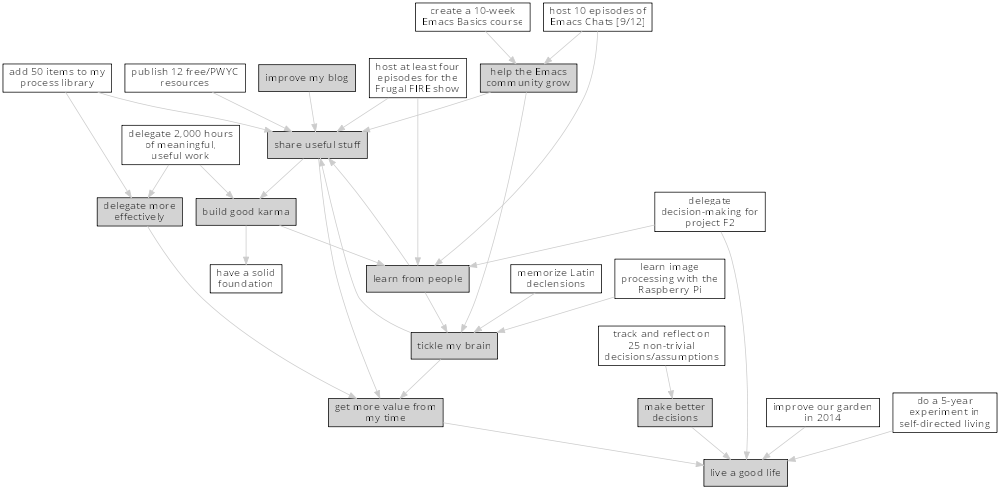 create a 10-week
Emacs Basics course
host 10 episodes of
Emacs Chats [9/12]
add 50 items to my
process library
publish 12 free/PWYC
resources
improve my blog
host at least four
episodes for the
Frugal FIRE show
help the Emacs
community grow
delegate 2,000 hours
of meaningful,
useful work
share useful stuff
delegate more
effectively
build good karma
delegate
decision-making for
project F2
have a solid
foundation
learn from people
memorize Latin
declensions
learn image
processing with the
Raspberry Pi
tickle my brain
track and reflect on
25 non-trivial
decisions/assumptions
get more value from
my time
make better
decisions
improve our garden
in 2014
do a 5-year
experiment in
self-directed living
live a good life